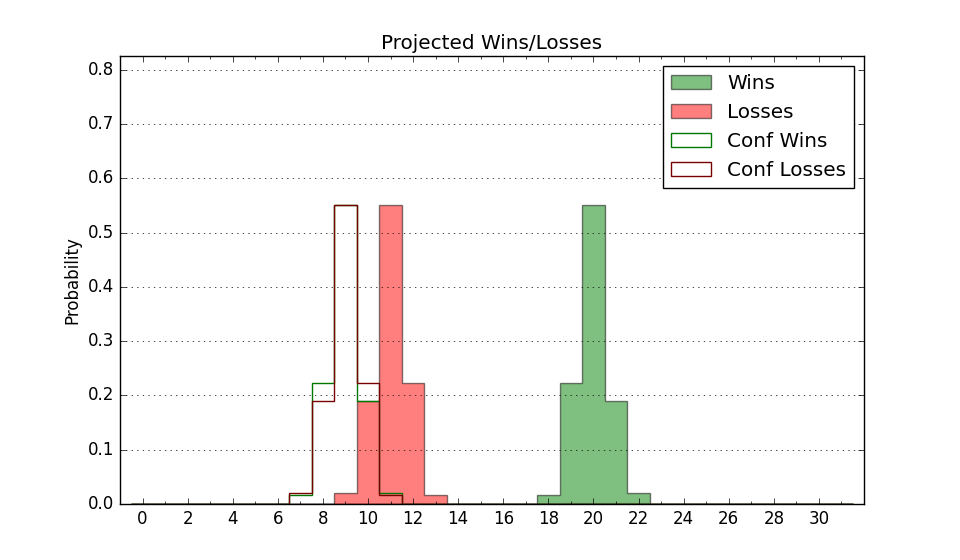 Projected Wins/Losses
Wins
Losses
Conf Wins
Conf Losses
Probability
0.8
0.7
0.6
0.5
0.4
0.3
0.2
0.1
0.0
0 2 4 6 8 10 12 14 16 18 20 22 24 26 28 30